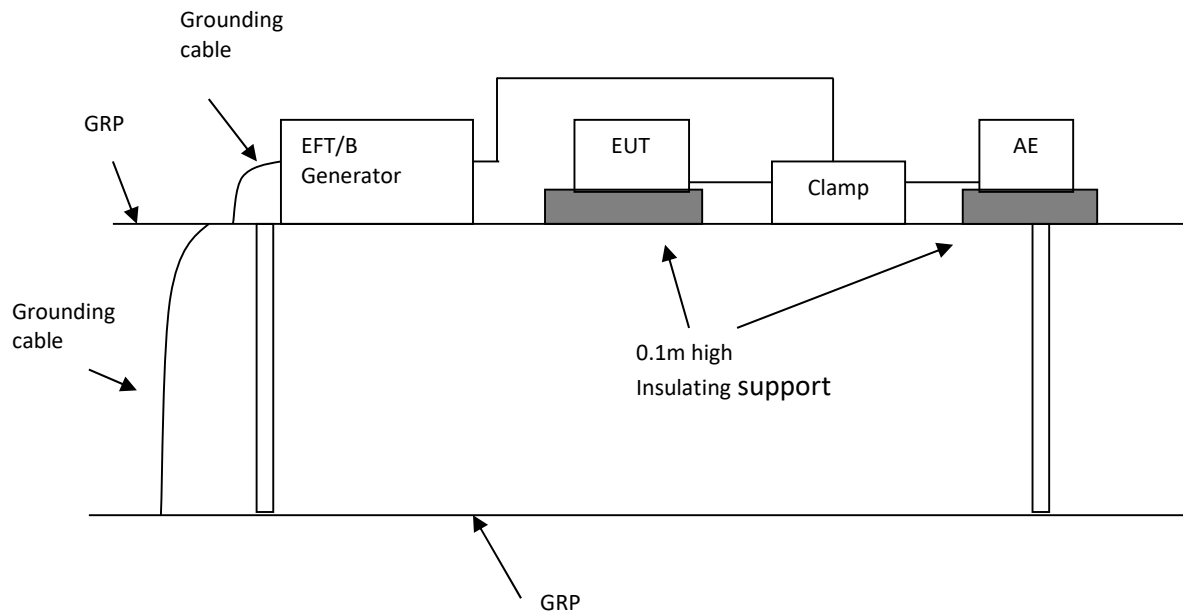 Grounding
cable
GRP
EFT/B
Generator
EUT
Clamp
AE
Grounding
cable
0.1m high
Insulating support
GRP